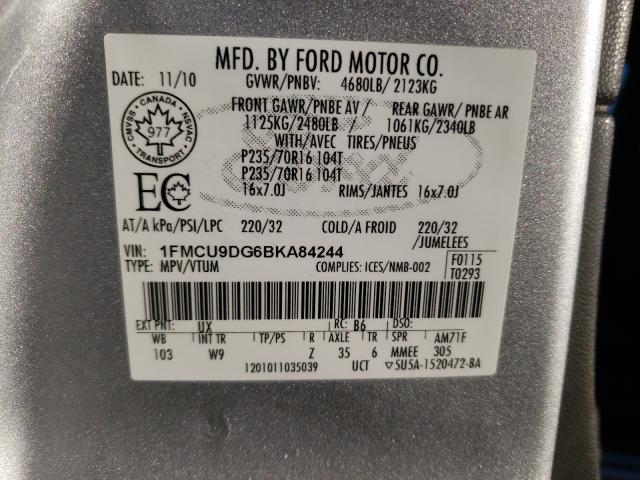 MFD. BY FORD MOTOR CO.
DATE: 11/10 GVWR/PNBV: 4680LB/ 2123KG
FRONT GAWR/PNBE AV / REAR GAWR/ PNBE AR
1125KG/2480LB / 1061KG/2340LB
WITH/AVEC TIRES/PNEUS
P235/70R16 104T
P235/70R16 104T
16x7.0J RIMS/JANTES 16x7.0J
CMVSS • CANADA • NSVAC
977
TRANSPORT
EC
AT/A kPa/PSI/LPC 220/32 COLD/A FROID 220/32
/JUMELEES
VIN: 1FMCU9DG6BKA84244 F0115
TYPE: MPV/VTUM COMPLIES: ICES/NMB-002 T0293
EXT PNT: UX RC: B6 DSO:
WB INT TR TP/PS R AXLE TR SPR AM71F
103 W9 Z 35 6 MMEE 305
1201011035039 UCT ▽5U5A-1520472-BA